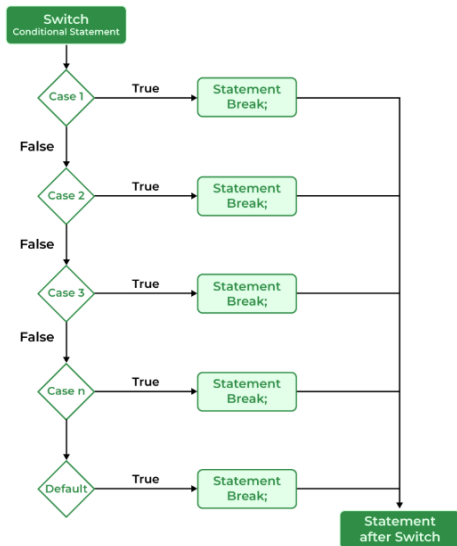 Switch
Conditional Statement
Case 1
True
Statement
Break;
False
Case 2
True
Statement
Break;
False
Case 3
True
Statement
Break;
False
Case n
True
Statement
Break;
Default
True
Statement
Break;
Statement
after Switch